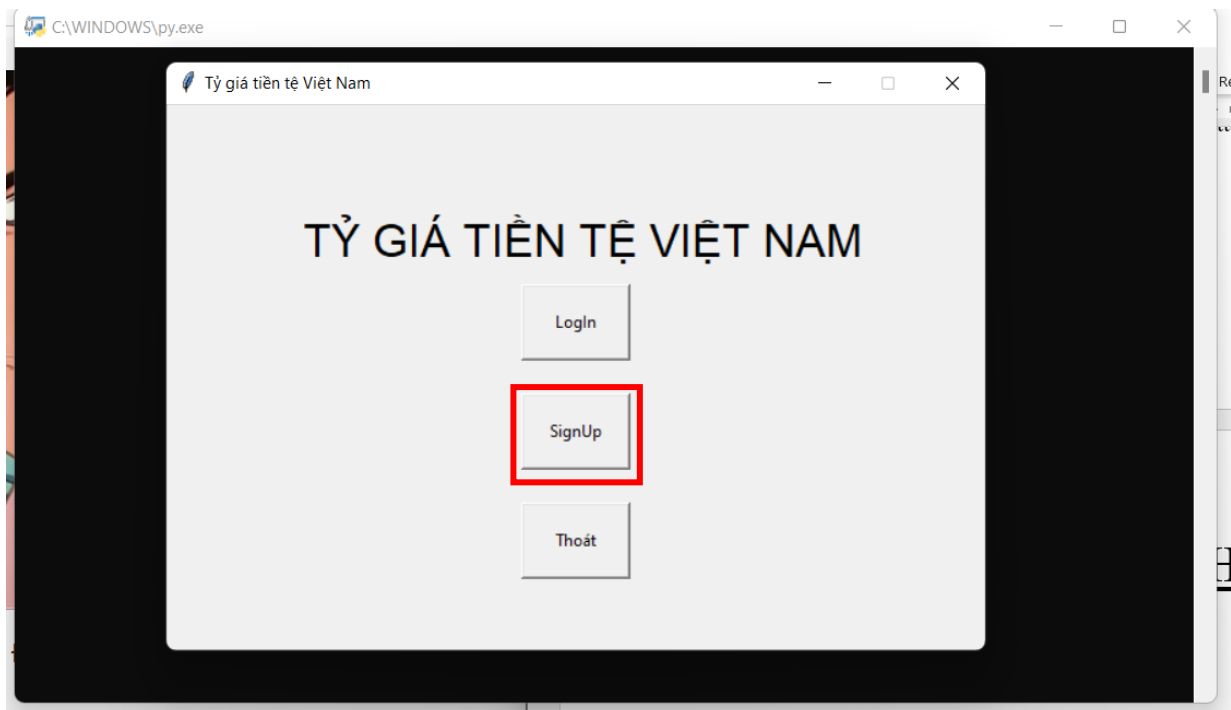 C:\WINDOWS\py.exe
Tỷ giá tiền tệ Việt Nam
TỶ GIÁ TIỀN TỆ VIỆT NAM
LogIn
SignUp
Thoát